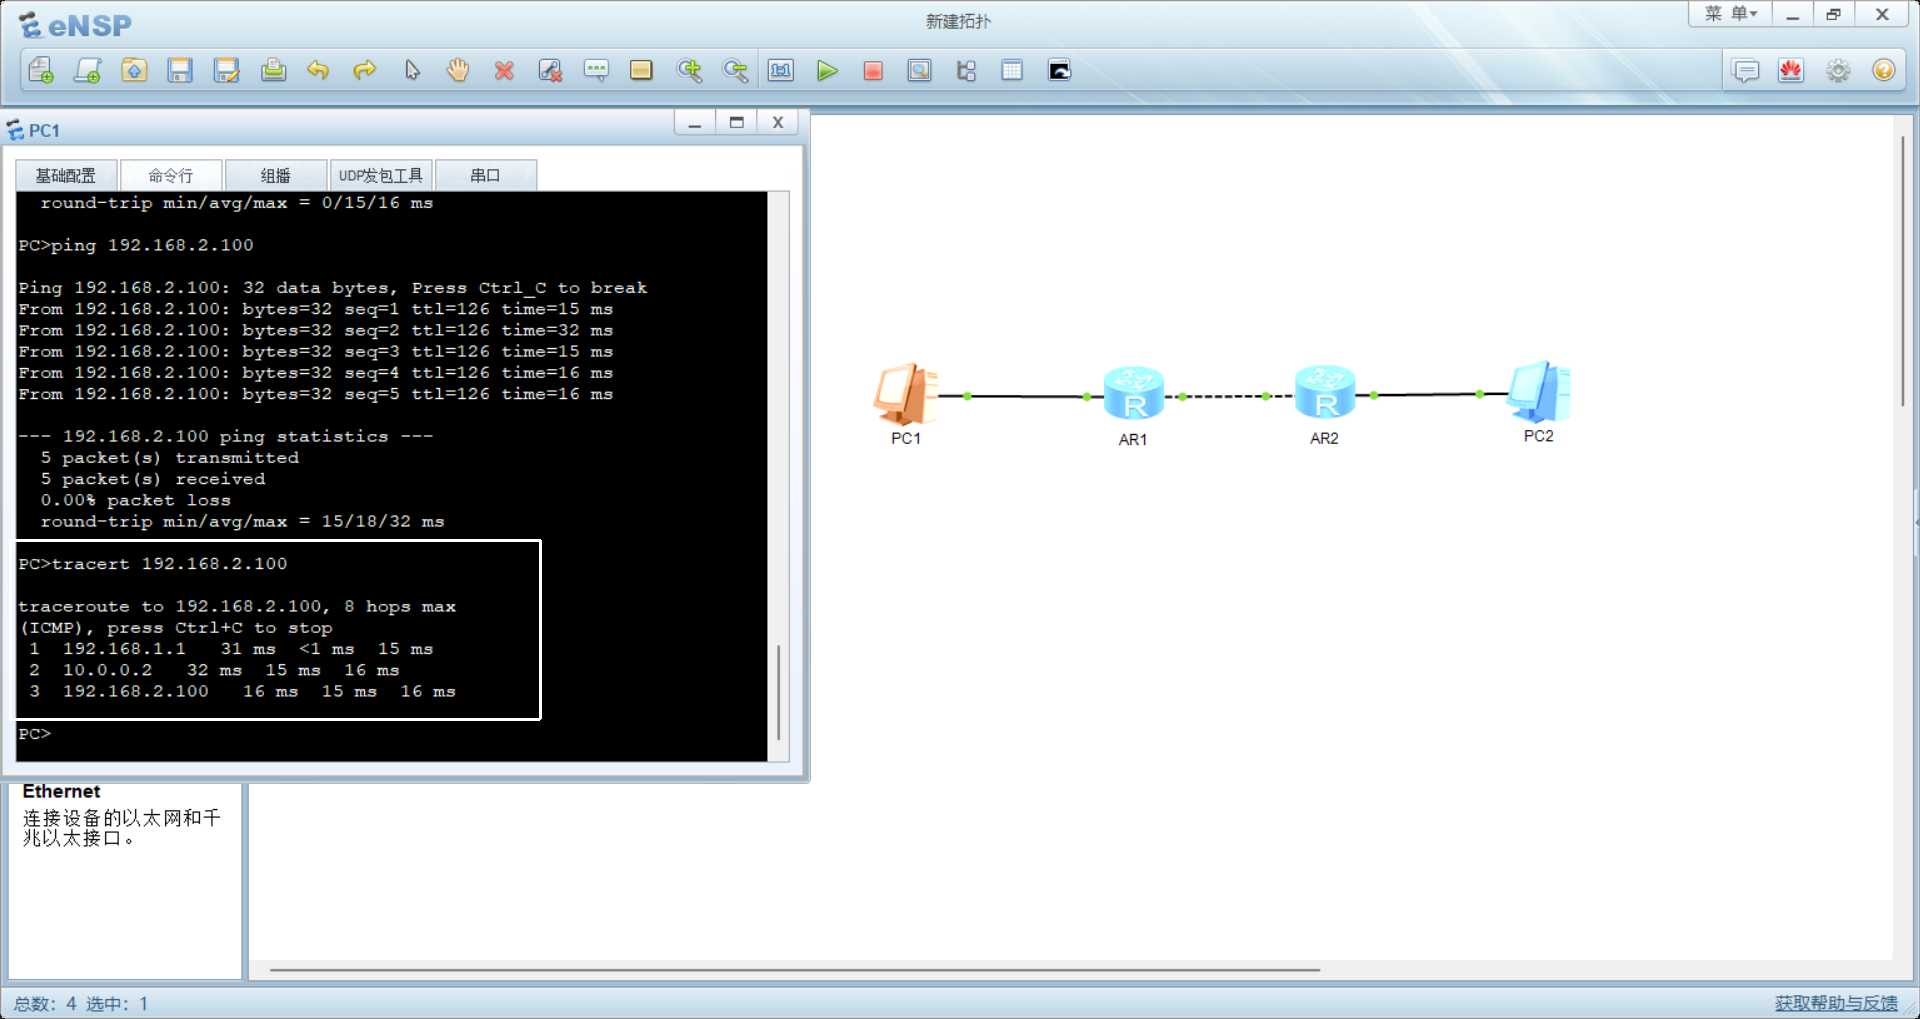 eNSP
新建拓扑
菜 单
PC1
基础配置 命令行 组播 UDP发包工具 串口
round-trip min/avg/max = 0/15/16 ms
PC>ping 192.168.2.100
Ping 192.168.2.100: 32 data bytes, Press Ctrl_C to break
From 192.168.2.100: bytes=32 seq=1 ttl=126 time=15 ms
From 192.168.2.100: bytes=32 seq=2 ttl=126 time=32 ms
From 192.168.2.100: bytes=32 seq=3 ttl=126 time=15 ms
From 192.168.2.100: bytes=32 seq=4 ttl=126 time=16 ms
From 192.168.2.100: bytes=32 seq=5 ttl=126 time=16 ms
--- 192.168.2.100 ping statistics ---
5 packet(s) transmitted
5 packet(s) received
0.00% packet loss
round-trip min/avg/max = 15/18/32 ms
PC>tracert 192.168.2.100
traceroute to 192.168.2.100, 8 hops max
(ICMP), press Ctrl+C to stop
1 192.168.1.1 31 ms <1 ms 15 ms
2 10.0.0.2 32 ms 15 ms 16 ms
3 192.168.2.100 16 ms 15 ms 16 ms
PC>
R
R
PC1
AR1
AR2
PC2
Ethernet
连接设备的以太网和千
兆以太接口。
总数: 4 选中: 1
获取帮助与反馈